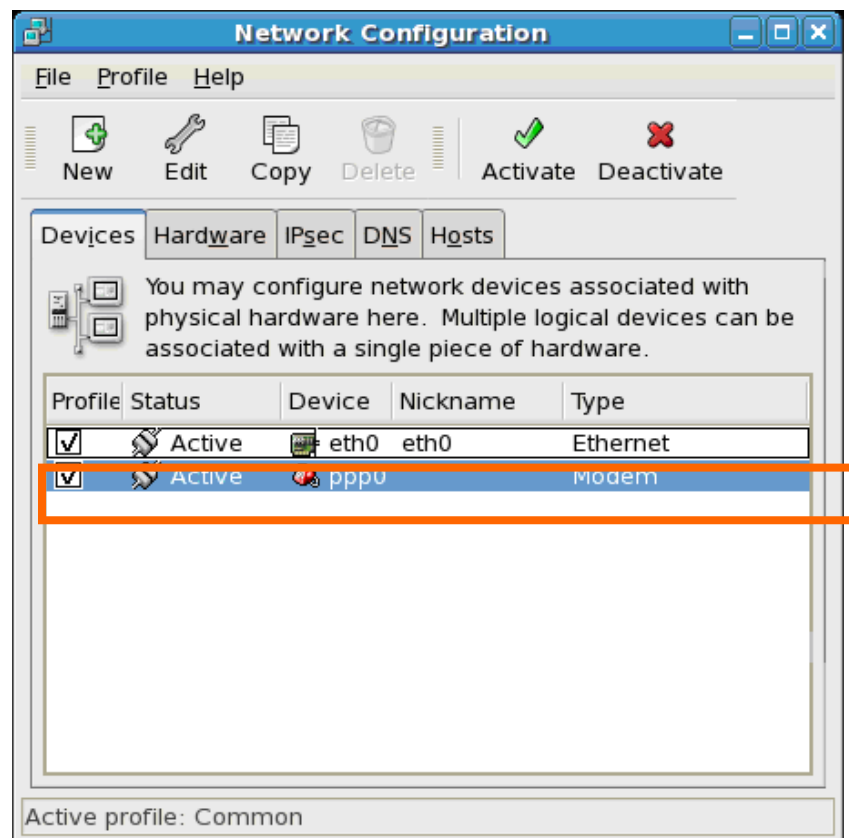 Network Configuration
File Profile Help
New Edit Copy Delete Activate Deactivate
Devices Hardware IPsec DNS Hosts
You may configure network devices associated with
physical hardware here. Multiple logical devices can be
associated with a single piece of hardware.
Profile Status Device Nickname Type
Active eth0 eth0 Ethernet
Active ppp0 Modem
Active profile: Common